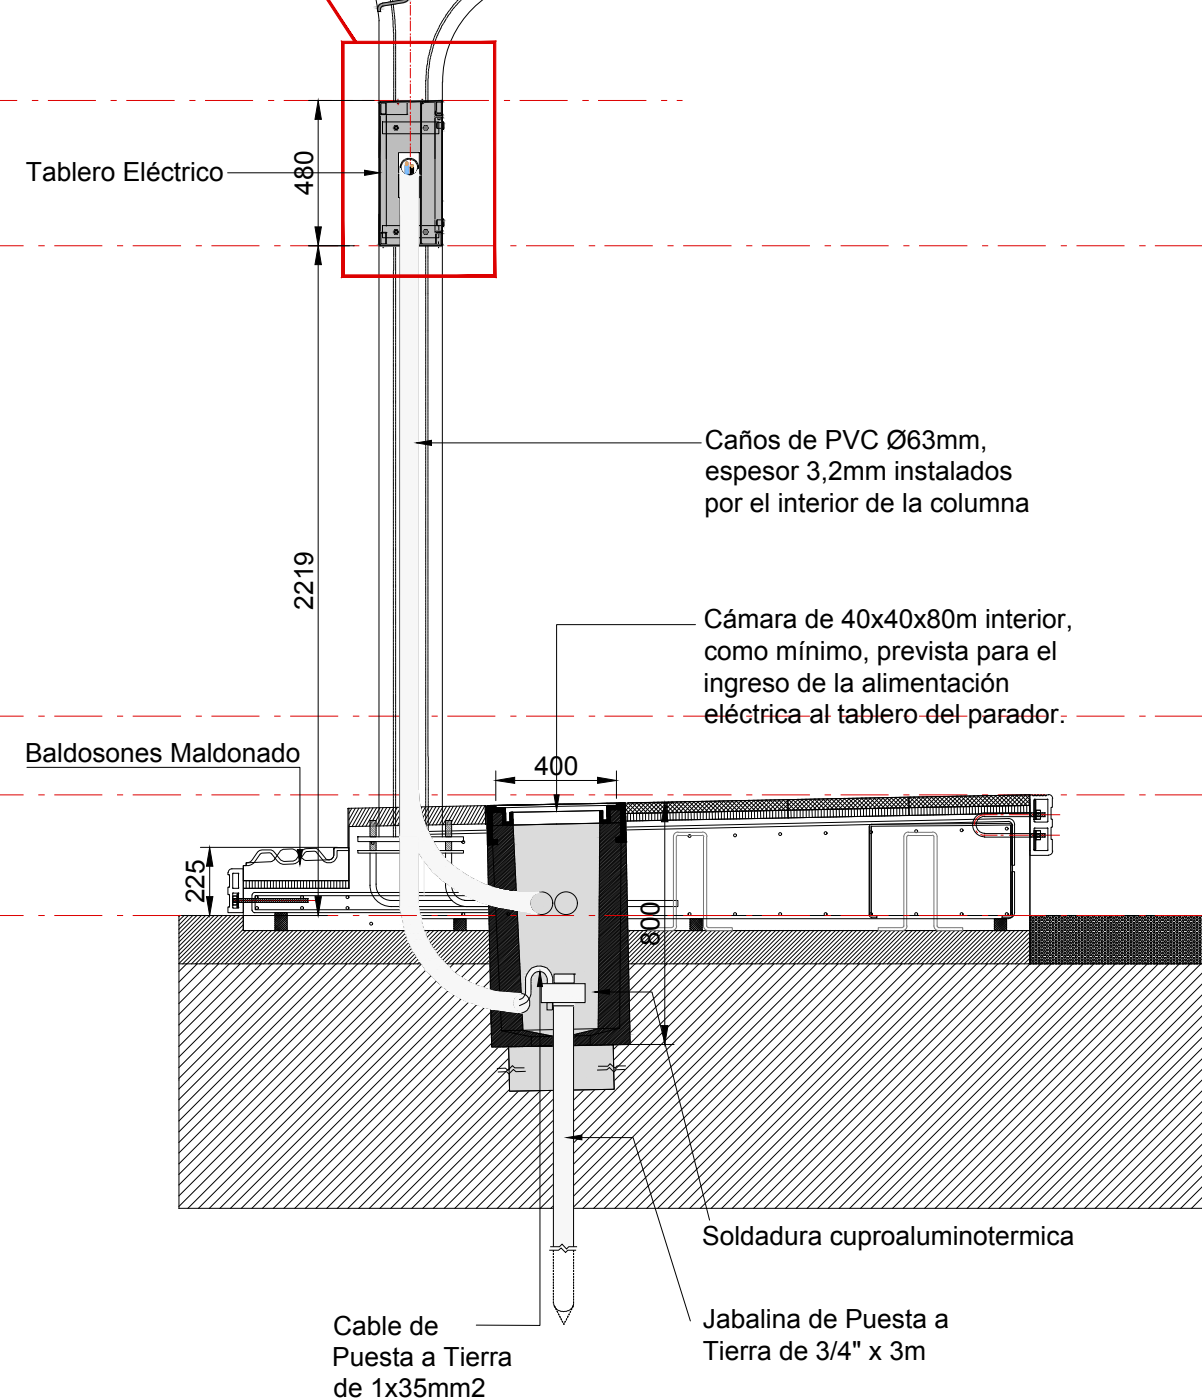 Tablero Eléctrico
480
Caños de PVC Ø63mm,
espesor 3,2mm instalados
por el interior de la columna
2219
Cámara de 40x40x80m interior,
como mínimo, prevista para el
ingreso de la alimentación
eléctrica al tablero del parador.
Baldosones Maldonado
400
225
800
Soldadura cuproaluminotermica
Cable de
Puesta a Tierra
de 1x35mm2
Jabalina de Puesta a
Tierra de 3/4" x 3m